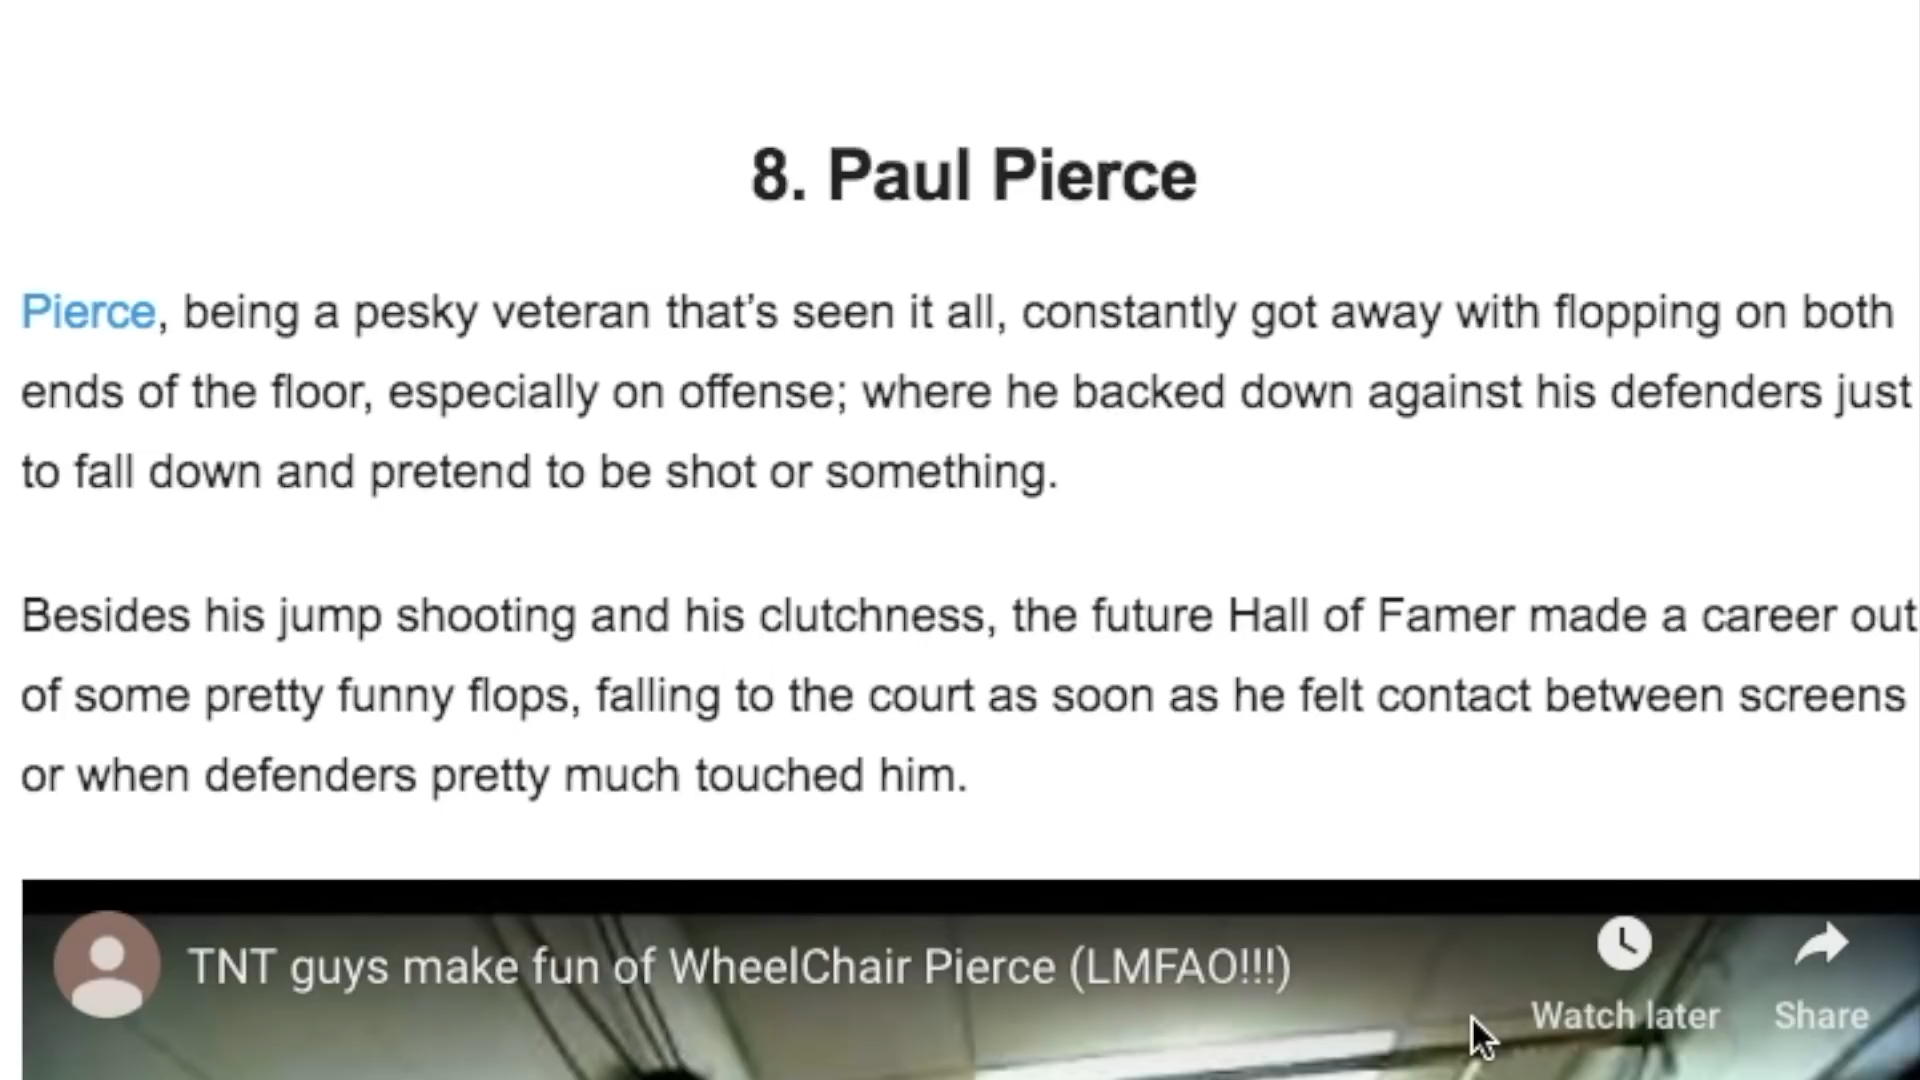 8. Paul Pierce
Pierce, being a pesky veteran that’s seen it all, constantly got away with flopping on both
ends of the floor, especially on offense; where he backed down against his defenders just
to fall down and pretend to be shot or something.
Besides his jump shooting and his clutchness, the future Hall of Famer made a career out
of some pretty funny flops, falling to the court as soon as he felt contact between screens
or when defenders pretty much touched him.
TNT guys make fun of WheelChair Pierce (LMFAO!!!)
Watch later
Share